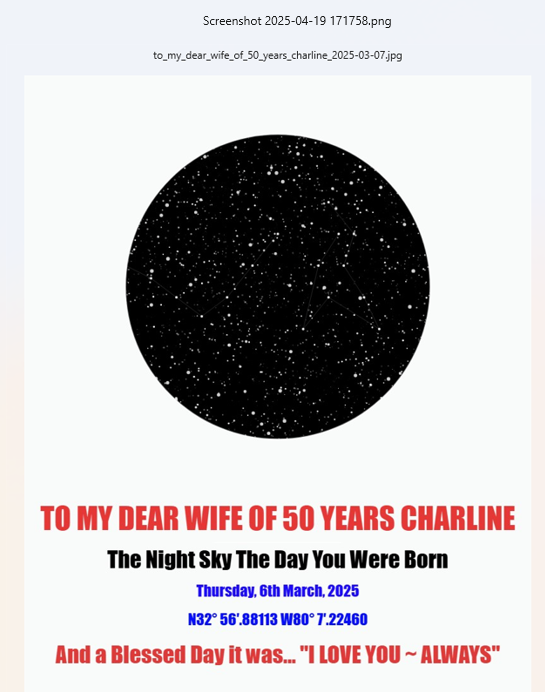 Screenshot 2025-04-19 171758.png
to_my_dear_wife_of_50_years_charline_2025-03-07.jpg
TO MY DEAR WIFE OF 50 YEARS CHARLINE
The Night Sky The Day You Were Born
Thursday, 6th March, 2025
N32° 56'.88113 W80° 7'.22460
And a Blessed Day it was... "I LOVE YOU ~ ALWAYS"